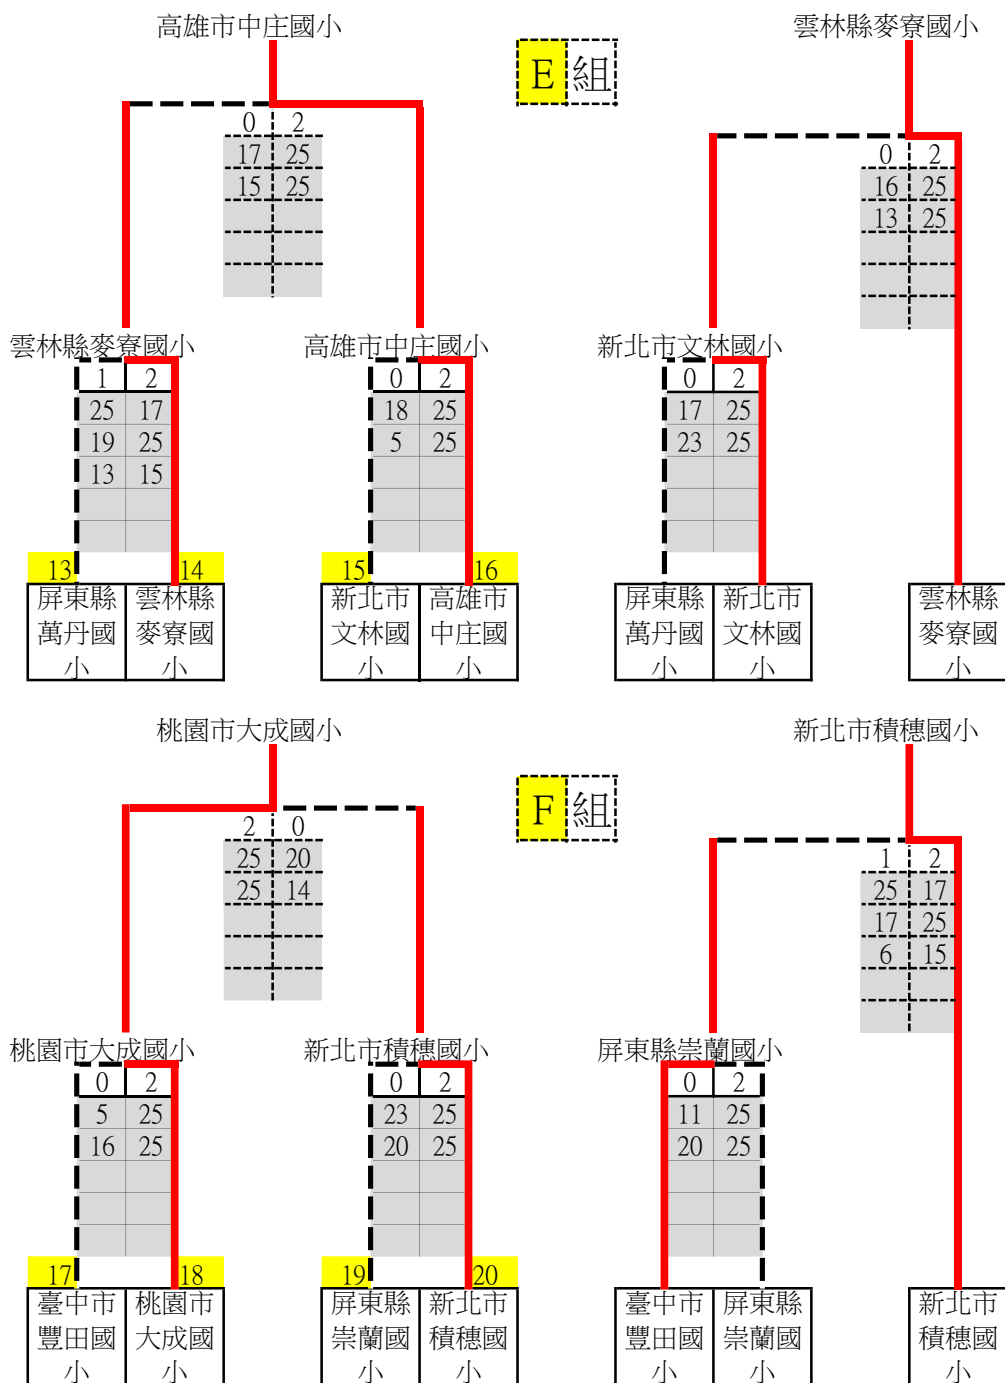 高雄市中庄國小
雲林縣麥寮國小
E 組
0 2
17 25
15 25
0 2
16 25
13 25
雲林縣麥寮國小
高雄市中庄國小
新北市文林國小
1 2
25 17
19 25
13 15
0 2
18 25
5 25
0 2
17 25
23 25
13 14
15 16
屏東縣
萬丹國
小
雲林縣
麥寮國
小
新北市
文林國
小
高雄市
中庄國
小
屏東縣
萬丹國
小
新北市
文林國
小
雲林縣
麥寮國
小
桃園市大成國小
新北市積穗國小
F 組
2 0
25 20
25 14
1 2
25 17
17 25
6 15
桃園市大成國小
新北市積穗國小
屏東縣崇蘭國小
0 2
5 25
16 25
0 2
23 25
20 25
0 2
11 25
20 25
17 18
19 20
臺中市
豐田國
小
桃園市
大成國
小
屏東縣
崇蘭國
小
新北市
積穗國
小
臺中市
豐田國
小
屏東縣
崇蘭國
小
新北市
積穗國
小